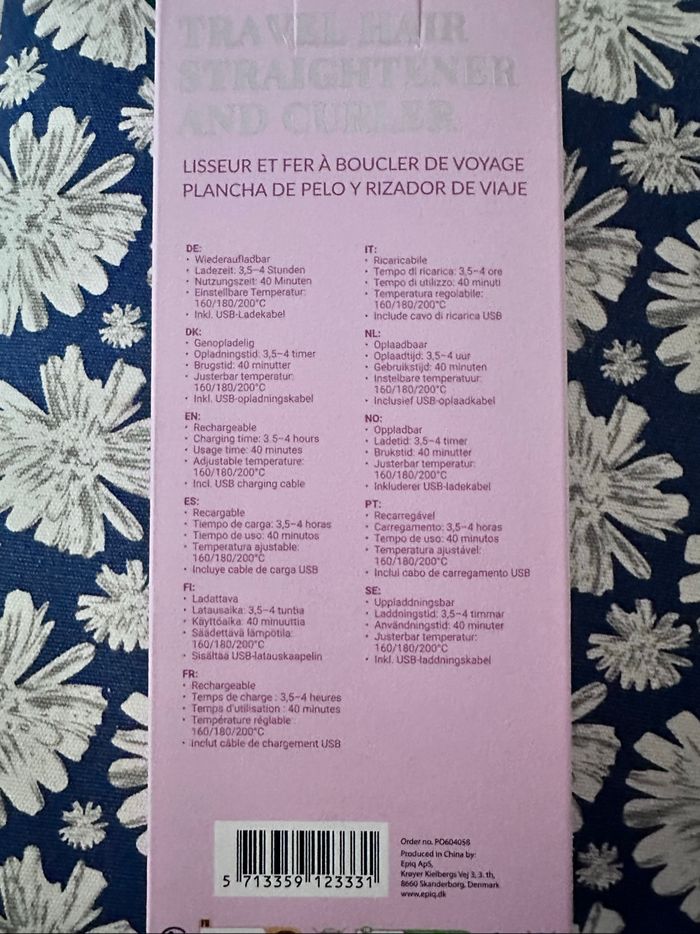 TRAVEL HAIR
STRAIGHTENER
AND CURLER
LISSEUR ET FER À BOUCLER DE VOYAGE
PLANCHA DE PELO Y RIZADOR DE VIAJE
DE:
• Wiederaufladbar
• Ladezeit: 3,5–4 Stunden
• Nutzungszeit: 40 Minuten
• Einstellbare Temperatur:
160/180/200°C
• Inkl. USB-Ladekabel
DK:
• Genopladelig
• Opladningstid: 3,5–4 timer
• Brugstid: 40 minutter
• Justerbar temperatur:
160/180/200°C
• Inkl. USB-opladningskabel
EN:
• Rechargeable
• Charging time: 3.5–4 hours
• Usage time: 40 minutes
• Adjustable temperature:
160/180/200°C
• Incl. USB charging cable
ES:
• Recargable
• Tiempo de carga: 3,5–4 horas
• Tiempo de uso: 40 minutos
• Temperatura ajustable:
160/180/200°C
• Incluye cable de carga USB
FI:
• Ladattava
• Latausaika: 3,5–4 tuntia
• Käyttöaika: 40 minuuttia
• Säädettävä lämpötila:
160/180/200°C
• Sisältää USB-latauskaapelin
FR:
• Rechargeable
• Temps de charge : 3,5–4 heures
• Temps d'utilisation : 40 minutes
• Température réglable :
160/180/200°C
• Inclut câble de chargement USB
IT:
• Ricaricabile
• Tempo di ricarica: 3,5–4 ore
• Tempo di utilizzo: 40 minuti
• Temperatura regolabile:
160/180/200°C
• Include cavo di ricarica USB
NL:
• Oplaadbaar
• Oplaadtijd: 3,5–4 uur
• Gebruikstijd: 40 minuten
• Instelbare temperatuur:
160/180/200°C
• Inclusief USB-oplaadkabel
NO:
• Oppladbar
• Ladetid: 3,5–4 timer
• Brukstid: 40 minutter
• Justerbar temperatur:
160/180/200°C
• Inkluderer USB-ladekabel
PT:
• Recarregável
• Carregamento: 3,5–4 horas
• Tempo de uso: 40 minutos
• Temperatura ajustável:
160/180/200°C
• Inclui cabo de carregamento USB
SE:
• Uppladdningsbar
• Laddningstid: 3,5–4 timmar
• Användningstid: 40 minuter
• Justerbar temperatur:
160/180/200°C
• Inkl. USB-laddningskabel
5 713359 123331
Order no. PO604058
Produced in China by:
Epiq ApS,
Krøyer Kielbergs Vej 3, 3. th,
8660 Skanderborg, Denmark
www.epiq.dk
FR